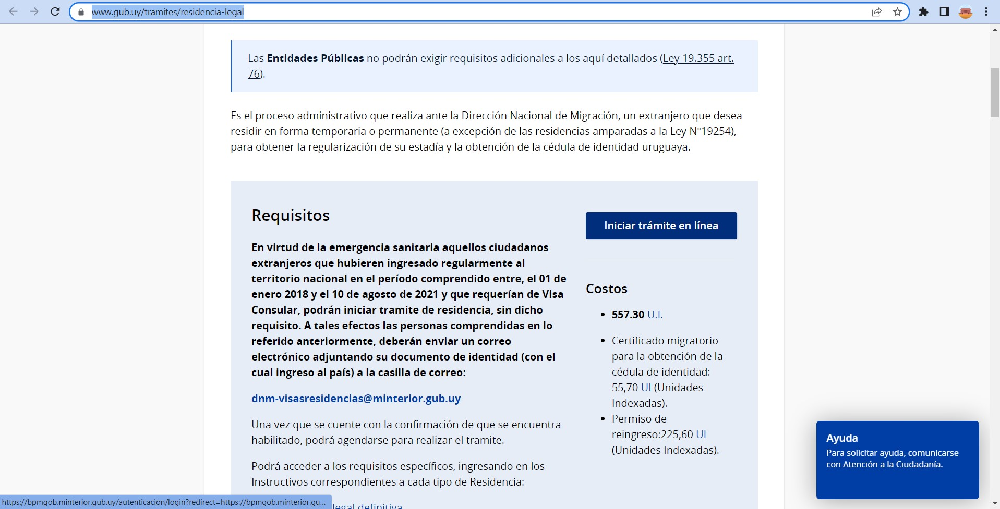 www.gub.uy/tramites/residencia-legal
Las Entidades Públicas no podrán exigir requisitos adicionales a los aquí detallados (Ley 19.355 art.
76).
Es el proceso administrativo que realiza ante la Dirección Nacional de Migración, un extranjero que desea
residir en forma temporaria o permanente (a excepción de las residencias amparadas a la Ley N°19254),
para obtener la regularización de su estadía y la obtención de la cédula de identidad uruguaya.
Requisitos
En virtud de la emergencia sanitaria aquellos ciudadanos
extranjeros que hubieren ingresado regularmente al
territorio nacional en el período comprendido entre, el 01 de
enero 2018 y el 10 de agosto de 2021 y que requerían de Visa
Consular, podrán iniciar tramite de residencia, sin dicho
requisito. A tales efectos las personas comprendidas en lo
referido anteriormente, deberán enviar un correo
electrónico adjuntando su documento de identidad (con el
cual ingreso al país) a la casilla de correo:
dnm-visasresidencias@minterior.gub.uy
Una vez que se cuente con la confirmación de que se encuentra
habilitado, podrá agendarse para realizar el tramite.
Podrá acceder a los requisitos específicos, ingresando en los
Instructivos correspondientes a cada tipo de Residencia:
legal definitiva
Iniciar trámite en línea
Costos
557.30 U.I.
Certificado migratorio
para la obtención de la
cédula de identidad:
55,70 UI (Unidades
Indexadas).
Permiso de
reingreso:225,60 UI
(Unidades Indexadas).
Ayuda
Para solicitar ayuda, comunicarse
con Atención a la Ciudadanía.
https://bpmgob.minterior.gub.uy/autenticacion/login?redirect=https://bpmgob.minterior.gu...